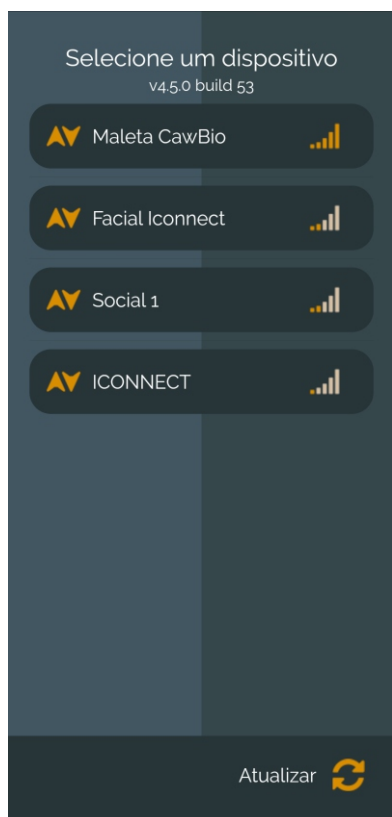 Selecione um dispositivo
v4.5.0 build 53
Maleta CawBio
Facial Iconnect
Social 1
ICONNECT
Atualizar